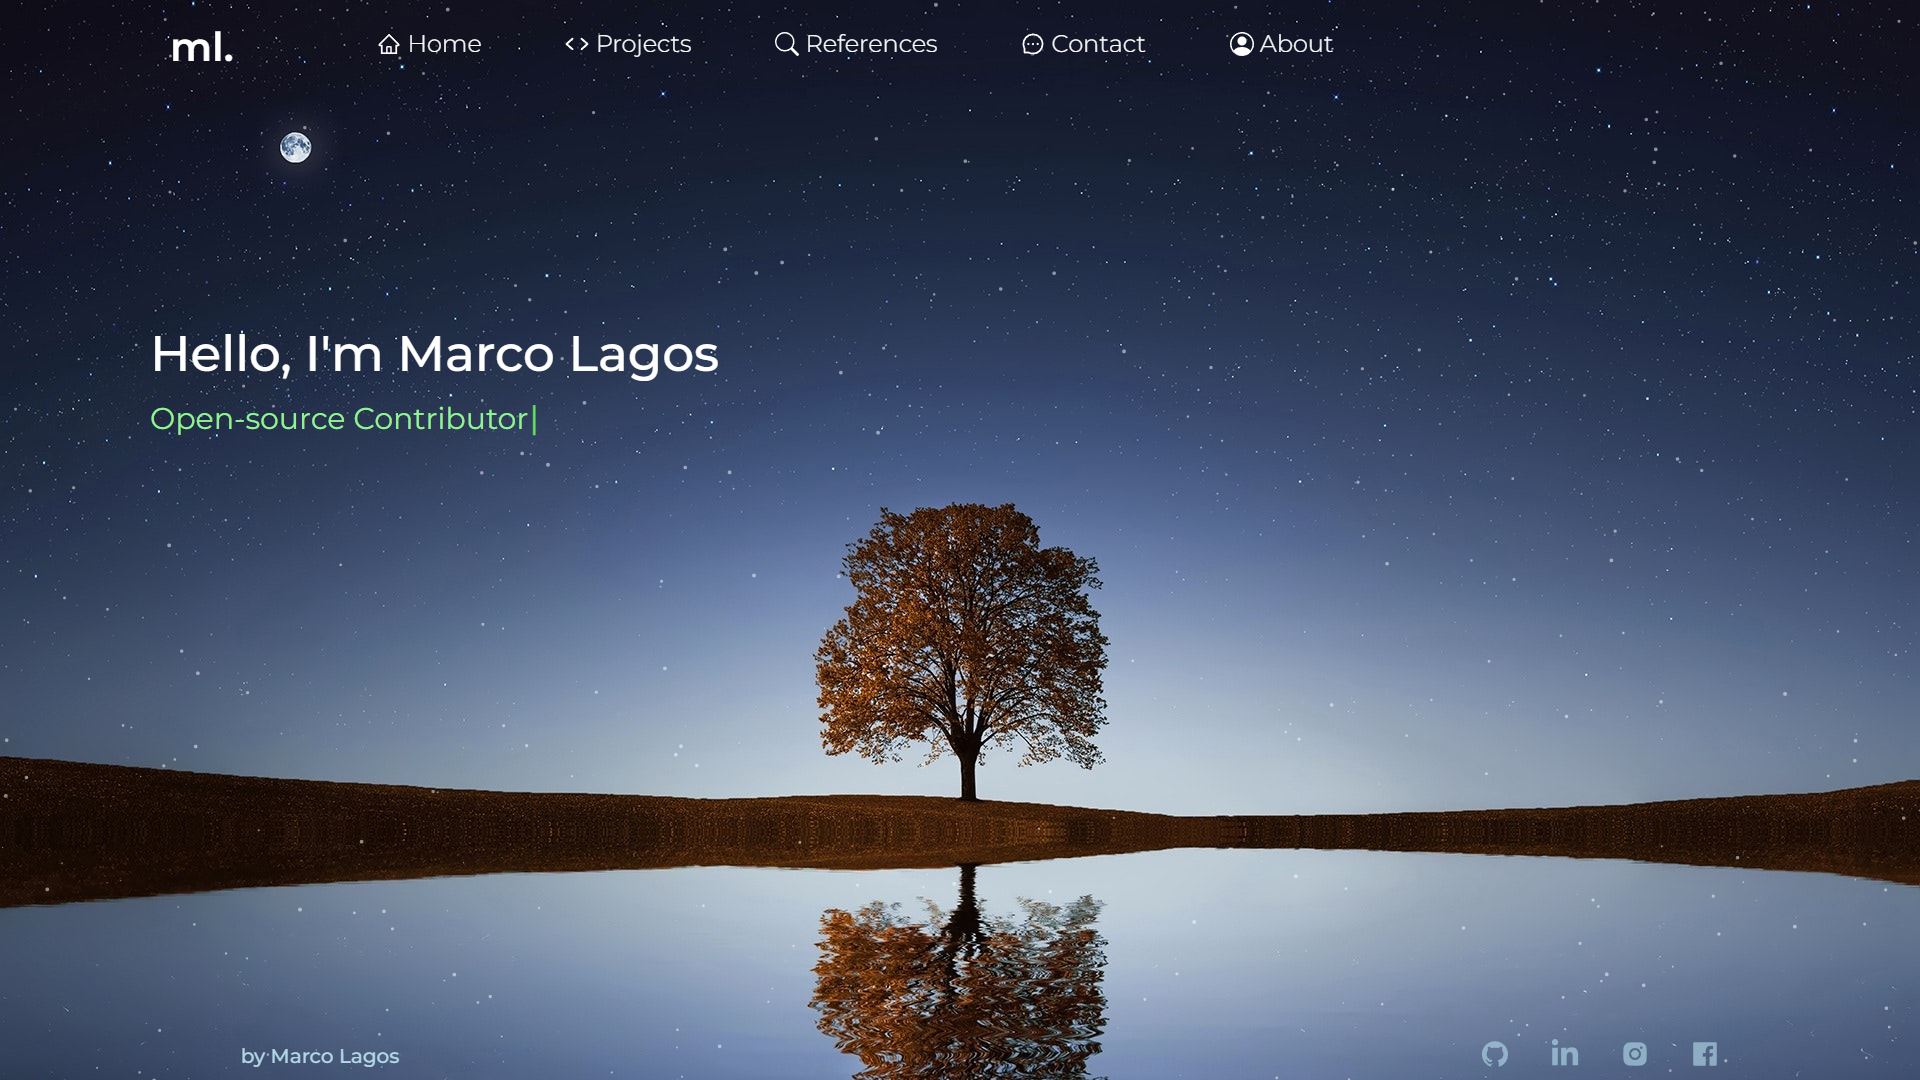 ml.
Home
Projects
References
Contact
About
Hello, I'm Marco Lagos
Open-source Contributor|
by Marco Lagos